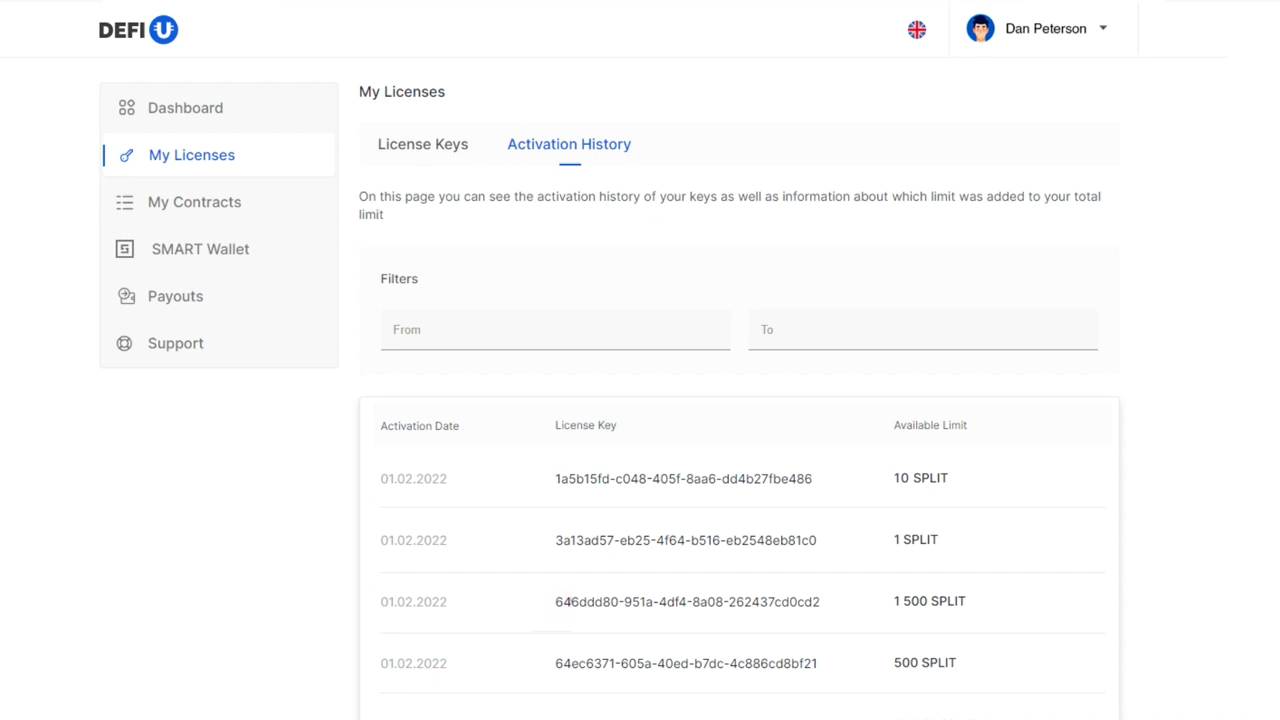 DEFI U
Dan Peterson
Dashboard
My Licenses
My Contracts
SMART Wallet
Payouts
Support
My Licenses
License Keys
Activation History
On this page you can see the activation history of your keys as well as information about which limit was added to your total
limit
Filters
From
To
Activation Date License Key Available Limit
01.02.2022 1a5b15fd-c048-405f-8aa6-dd4b27fbe486 10 SPLIT
01.02.2022 3a13ad57-eb25-4f64-b516-eb2548eb81c0 1 SPLIT
01.02.2022 646ddd80-951a-4df4-8a08-262437cd0cd2 1 500 SPLIT
01.02.2022 64ec6371-605a-40ed-b7dc-4c886cd8bf21 500 SPLIT